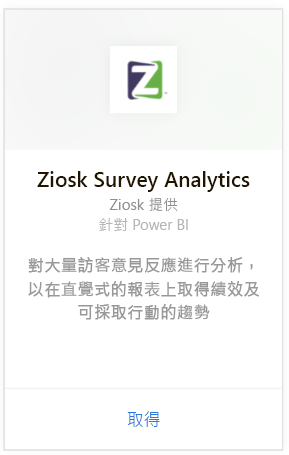 Z
Ziosk Survey Analytics
Ziosk 提供
針對 Power BI
對大量訪客意見反應進行分析，
以在直覺式的報表上取得績效及
可採取行動的趨勢
取得